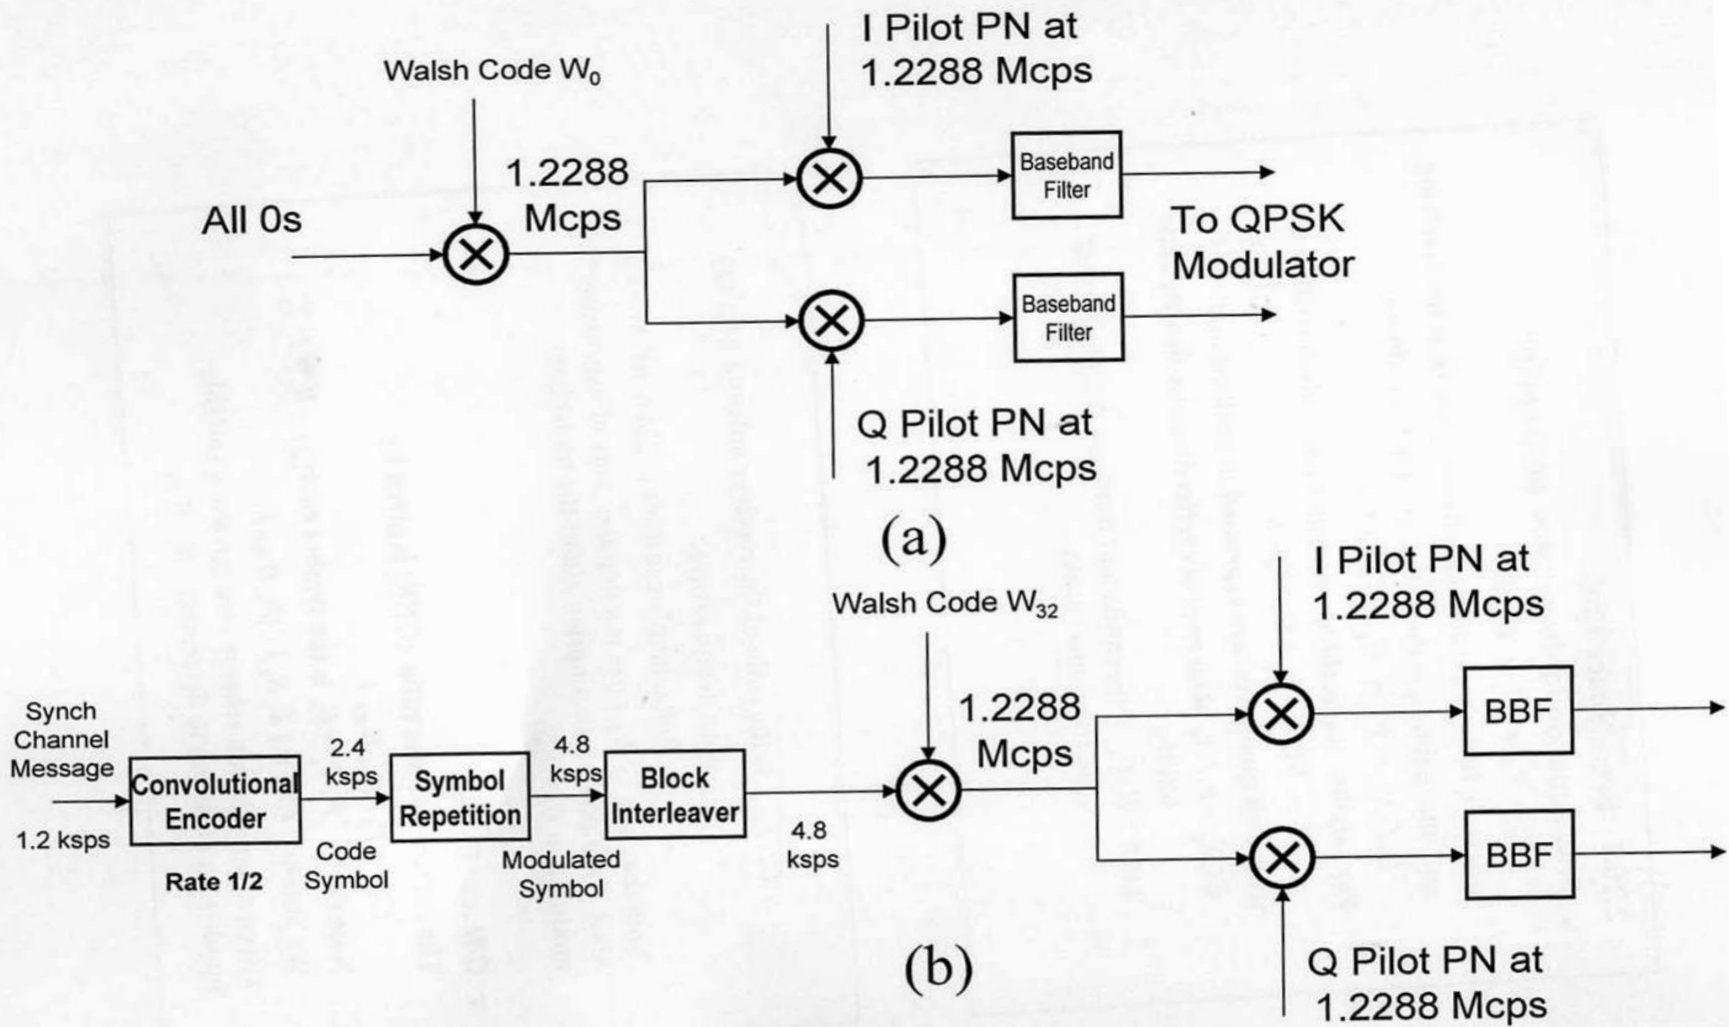 Walsh Code W0
I Pilot PN at
1.2288 Mcps
1.2288
Mcps
All 0s
Baseband
Filter
To QPSK
Modulator
Baseband
Filter
Q Pilot PN at
1.2288 Mcps
(a)
Walsh Code W32
I Pilot PN at
1.2288 Mcps
1.2288
Mcps
BBF
Synch
Channel
Message
1.2 ksps
Convolutional
Encoder
Rate 1/2
2.4
ksps
Code
Symbol
Symbol
Repetition
4.8
ksps
Modulated
Symbol
Block
Interleaver
4.8
ksps
BBF
Q Pilot PN at
1.2288 Mcps
(b)